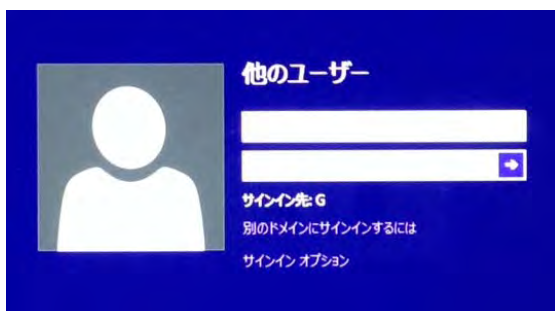 他のユーザー
サインイン先: G
別のドメインにサインインするには
サインイン オプション